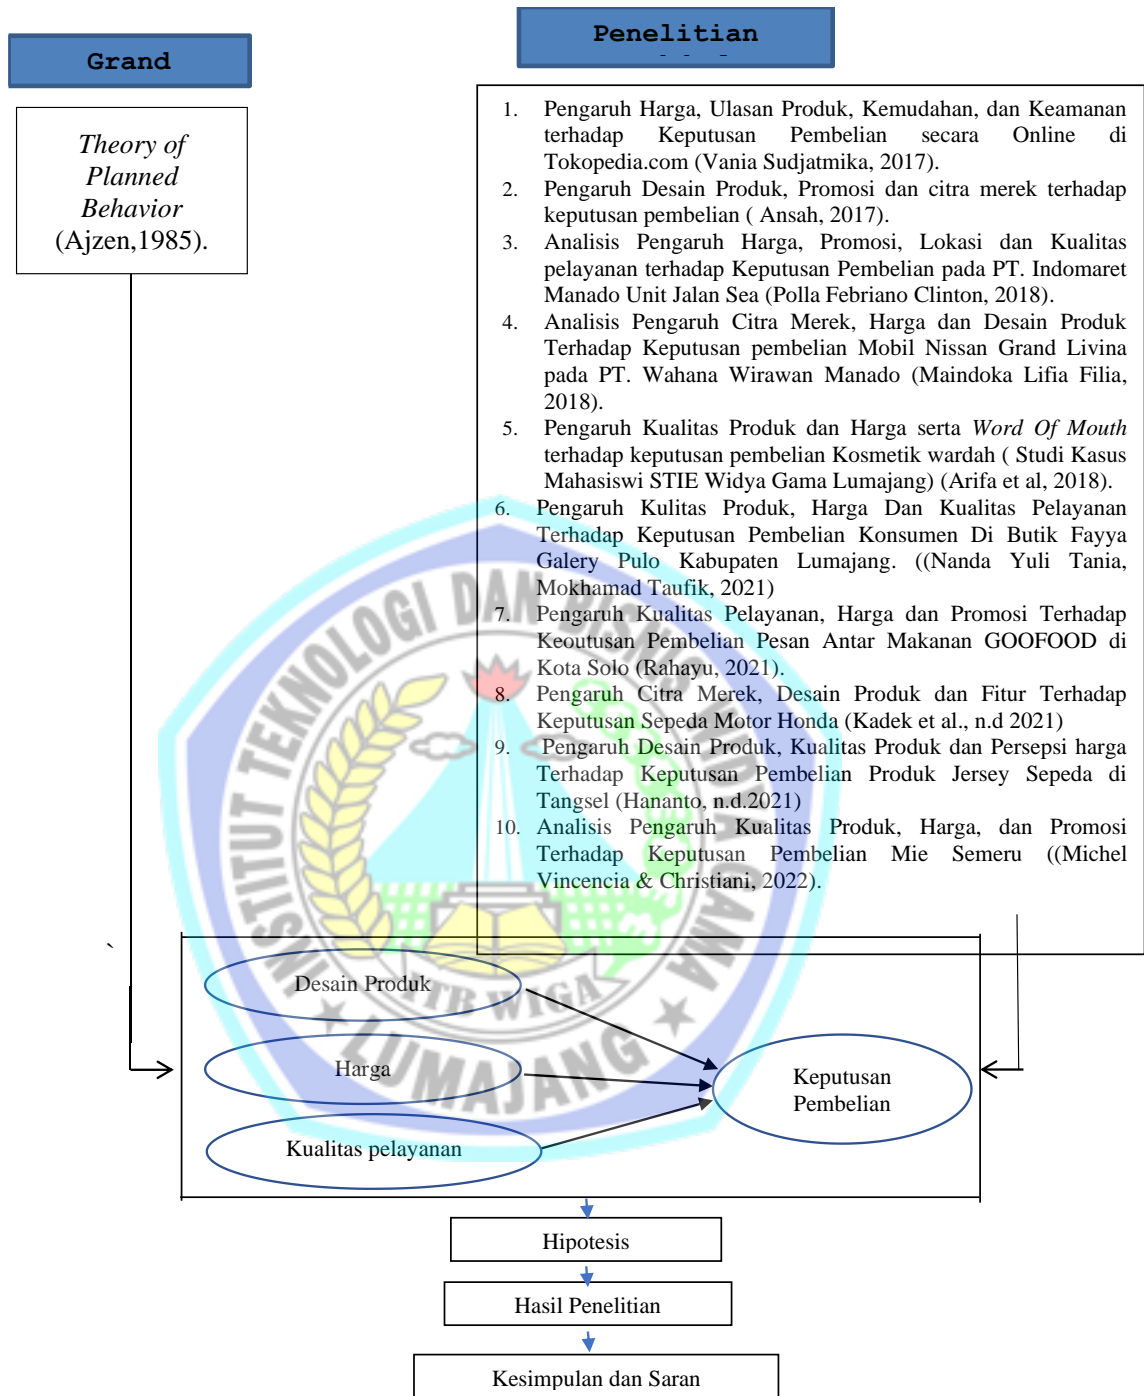 Grand
Penelitian
Theory of
Planned
Behavior
(Ajzen,1985).
1. Pengaruh Harga, Ulasan Produk, Kemudahan, dan Keamanan
terhadap Keputusan Pembelian secara Online di
Tokopedia.com (Vania Sudjatmika, 2017).
2. Pengaruh Desain Produk, Promosi dan citra merek terhadap
keputusan pembelian ( Ansah, 2017).
3. Analisis Pengaruh Harga, Promosi, Lokasi dan Kualitas
pelayanan terhadap Keputusan Pembelian pada PT. Indomaret
Manado Unit Jalan Sea (Polla Febriano Clinton, 2018).
4. Analisis Pengaruh Citra Merek, Harga dan Desain Produk
Terhadap Keputusan pembelian Mobil Nissan Grand Livina
pada PT. Wahana Wirawan Manado (Maindoka Lifia Filia,
2018).
5. Pengaruh Kualitas Produk dan Harga serta Word Of Mouth
terhadap keputusan pembelian Kosmetik wardah ( Studi Kasus
Mahasiswi STIE Widya Gama Lumajang) (Arifa et al, 2018).
6. Pengaruh Kulitas Produk, Harga Dan Kualitas Pelayanan
Terhadap Keputusan Pembelian Konsumen Di Butik Fayya
Galery Pulo Kabupaten Lumajang. ((Nanda Yuli Tania,
Mokhamad Taufik, 2021)
7. Pengaruh Kualitas Pelayanan, Harga dan Promosi Terhadap
Keoutusan Pembelian Pesan Antar Makanan GOOFOOD di
Kota Solo (Rahayu, 2021).
8. Pengaruh Citra Merek, Desain Produk dan Fitur Terhadap
Keputusan Sepeda Motor Honda (Kadek et al., n.d 2021)
9. Pengaruh Desain Produk, Kualitas Produk dan Persepsi harga
Terhadap Keputusan Pembelian Produk Jersey Sepeda di
Tangsel (Hananto, n.d.2021)
10. Analisis Pengaruh Kualitas Produk, Harga, dan Promosi
Terhadap Keputusan Pembelian Mie Semeru ((Michel
Vincencia & Christiani, 2022).
INSTITUT TEKNOLOGI DAN BISNIS WIDYA GAMA
ITB WIGA
LUMAJANG
`
Desain Produk
Harga
Kualitas pelayanan
Keputusan
Pembelian
Hipotesis
Hasil Penelitian
Kesimpulan dan Saran